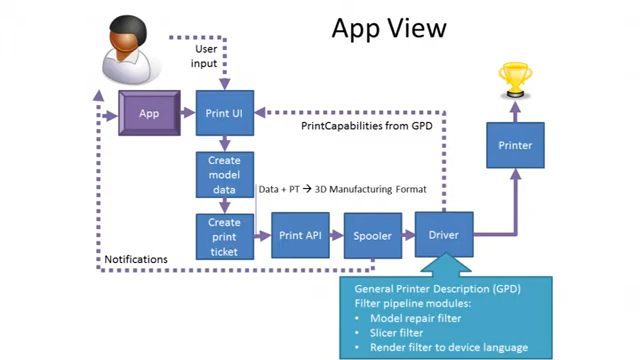 App View
User
input
App
Print UI
PrintCapabilities from GPD
Printer
Create
model
data
Data + PT → 3D Manufacturing Format
Create
print
ticket
Print API
Spooler
Driver
Notifications
General Printer Description (GPD)
Filter pipeline modules:
• Model repair filter
• Slicer filter
• Render filter to device language